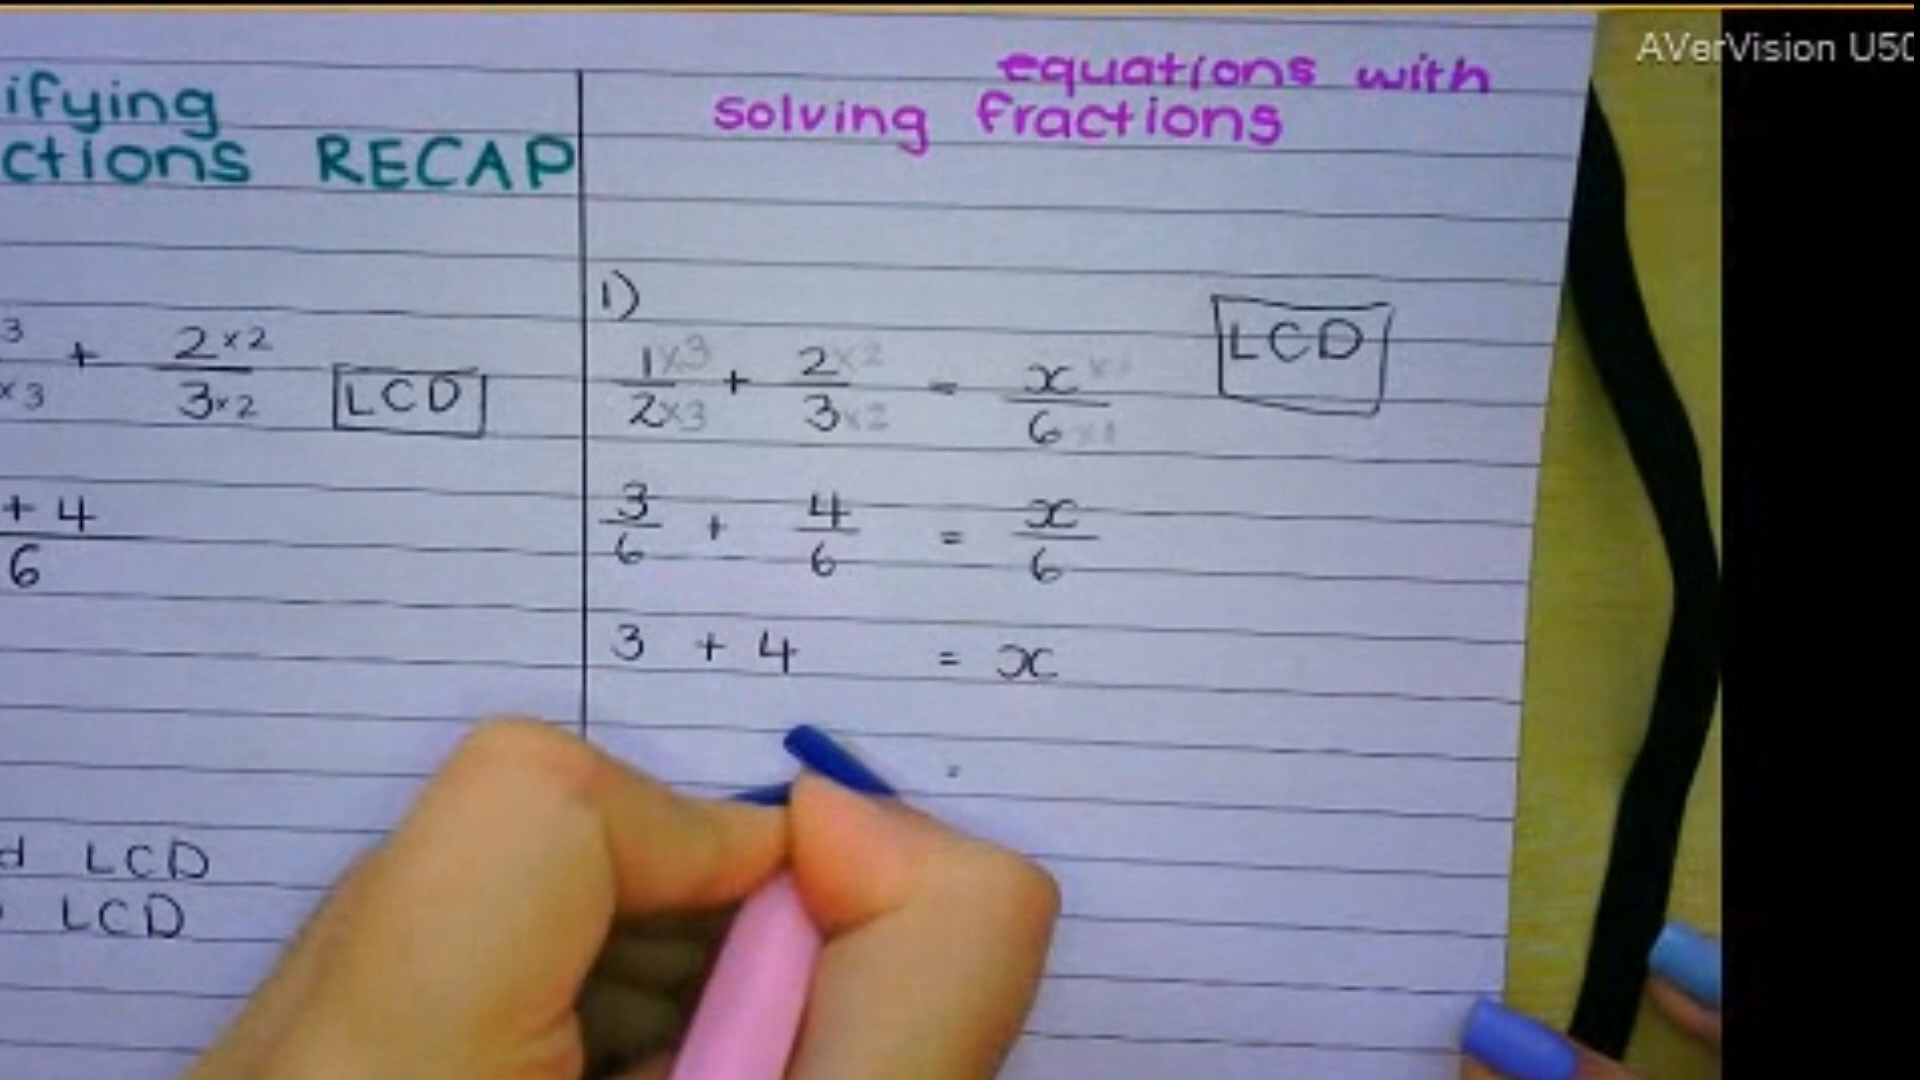 AVerVision U50
ifying
ctions RECAP
3 + 2×2
×3 3×2 LCD
+ 4
6
d LCD
LCD
equations with
solving fractions
1)
1×3 + 2×2 = x
2×3 3×2 6×1
LCD
3 + 4 = x
6 6 6
3 + 4 = x